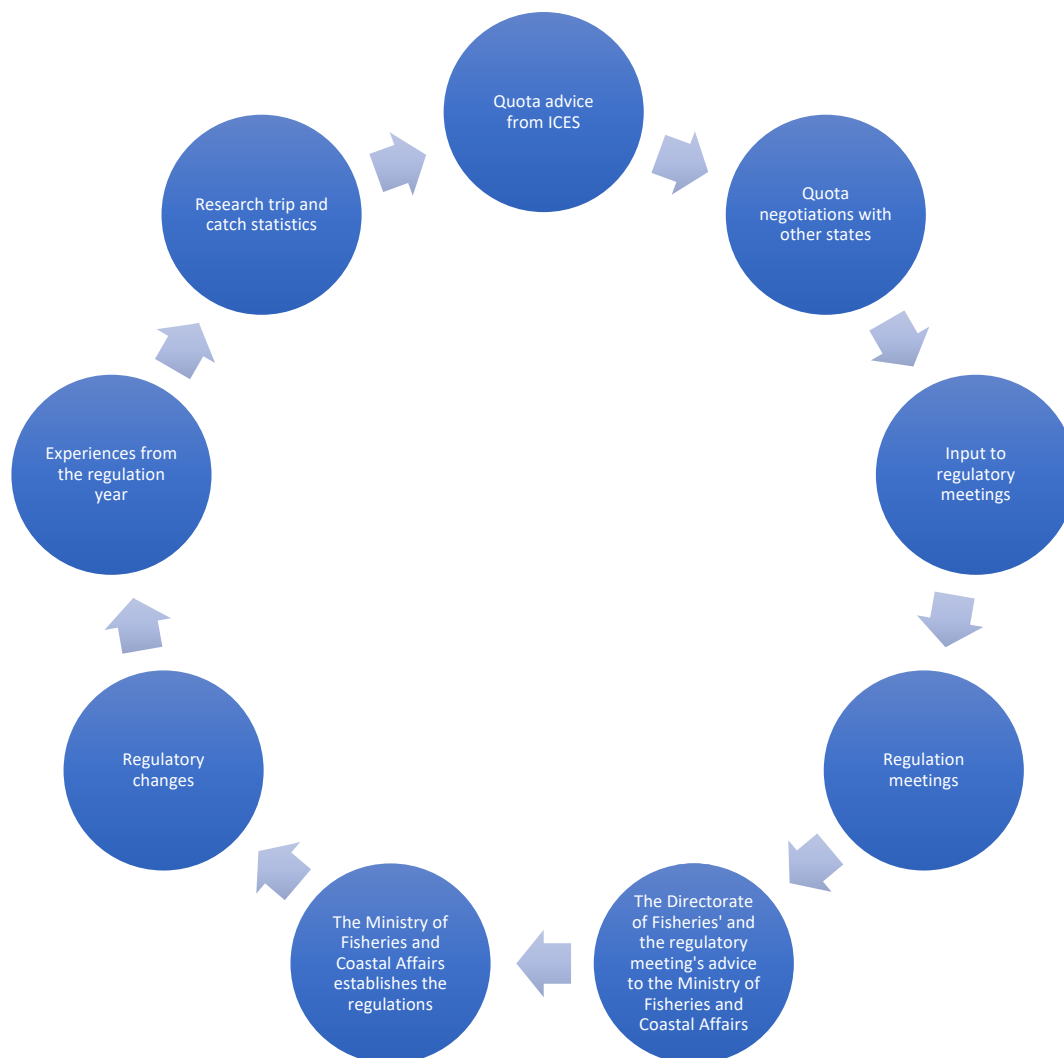 Quota advice
from ICES
Quota
negotiations with
other states
Input to
regulatory
meetings
Regulation
meetings
The Directorate
of Fisheries' and
the regulatory
meeting's advice
to the Ministry of
Fisheries and
Coastal Affairs
The Ministry of
Fisheries and
Coastal Affairs
establishes the
regulations
Regulatory
changes
Experiences from
the regulation
year
Research trip and
catch statistics